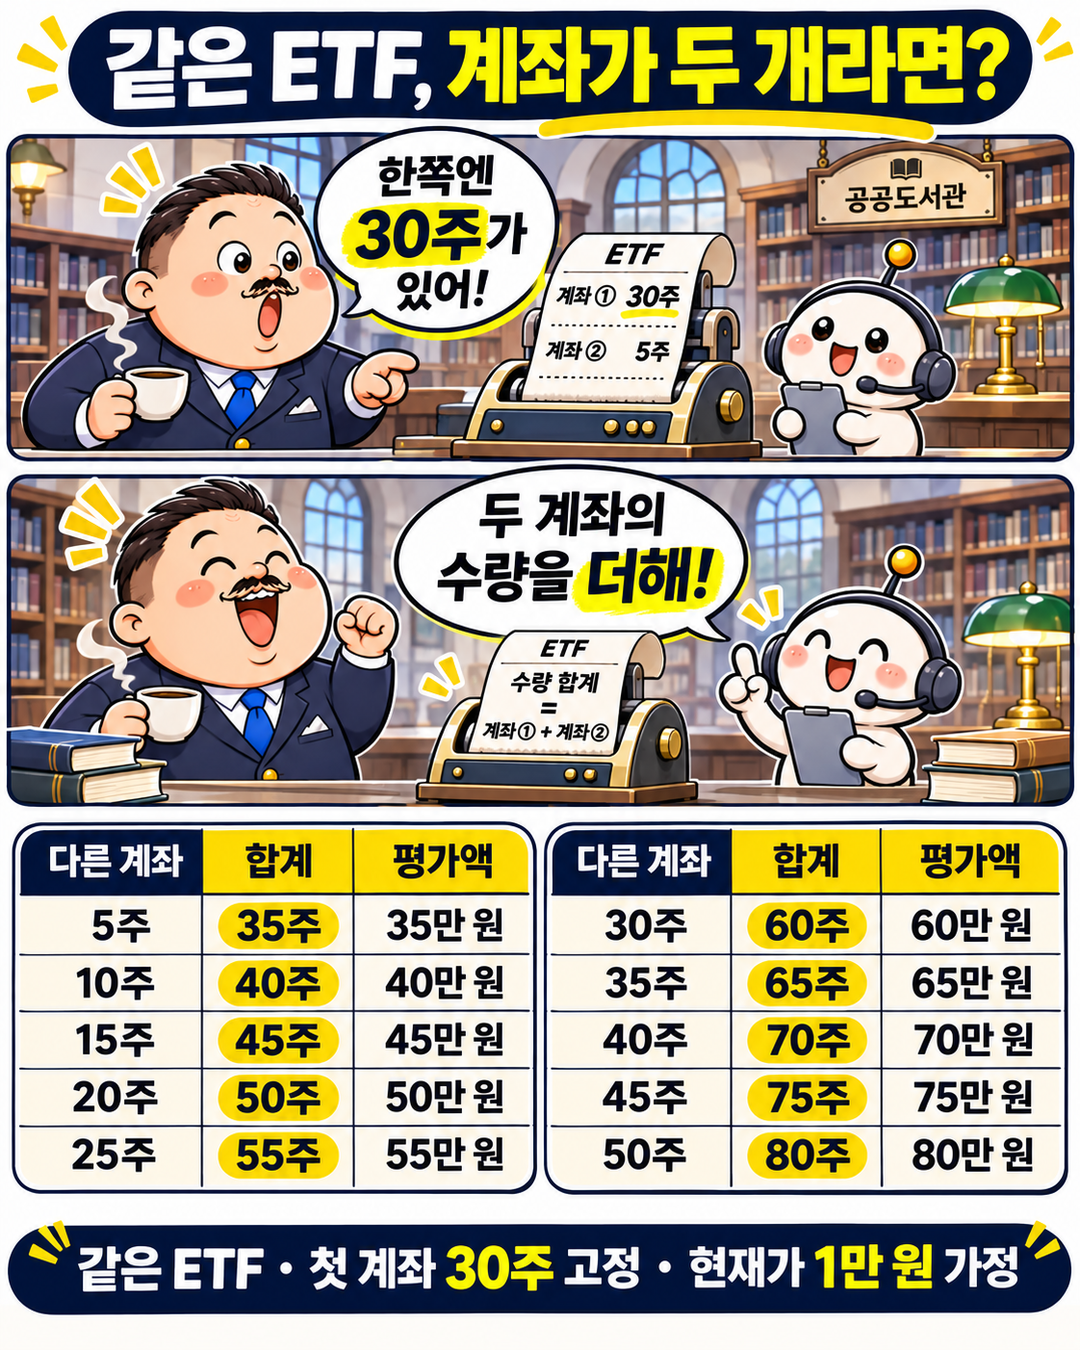 같은 ETF, 계좌가 두 개라면?
한쪽엔
30주가
있어!
공공도서관
ETF
계좌① 30주
계좌② 5주
두 계좌의
수량을 더해!
ETF
수량 합계
=
계좌①+계좌②
다른 계좌 합계 평가액
5주 35주 35만 원
10주 40주 40만 원
15주 45주 45만 원
20주 50주 50만 원
25주 55주 55만 원
다른 계좌 합계 평가액
30주 60주 60만 원
35주 65주 65만 원
40주 70주 70만 원
45주 75주 75만 원
50주 80주 80만 원
같은 ETF · 첫 계좌 30주 고정 · 현재가 1만 원 가정